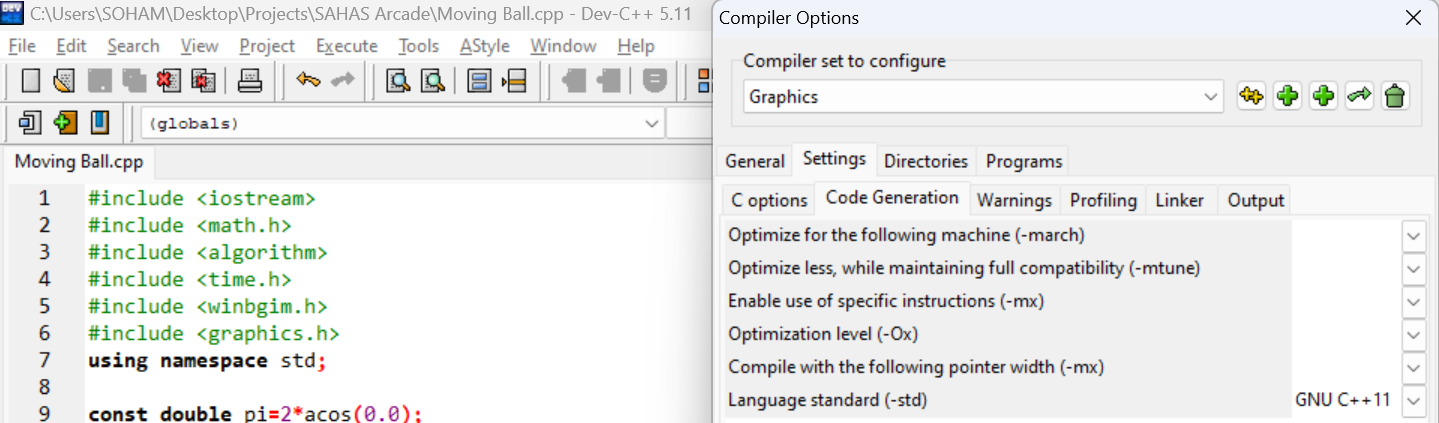 C:\Users\SOHAM\Desktop\Projects\SAHAS Arcade\Moving Ball.cpp - Dev-C++ 5.11
File Edit Search View Project Execute Tools AStyle Window Help
(globals)
Moving Ball.cpp
1 #include <iostream>
2 #include <math.h>
3 #include <algorithm>
4 #include <time.h>
5 #include <winbgim.h>
6 #include <graphics.h>
7 using namespace std;
8
9 const double pi=2*acos(0.0);
Compiler Options
Compiler set to configure
Graphics
General Settings Directories Programs
C options Code Generation Warnings Profiling Linker Output
Optimize for the following machine (-march)
Optimize less, while maintaining full compatibility (-mtune)
Enable use of specific instructions (-mx)
Optimization level (-Ox)
Compile with the following pointer width (-mx)
Language standard (-std) GNU C++11